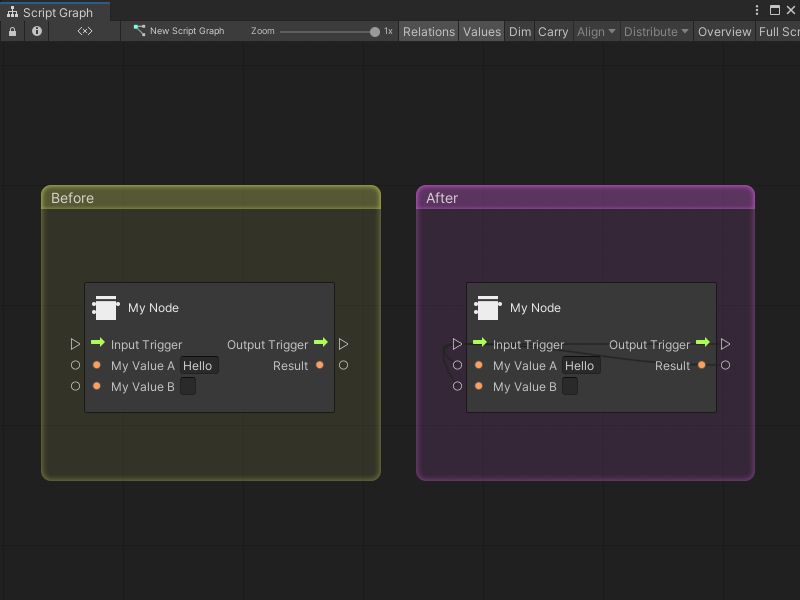 Script Graph
New Script Graph Zoom 1x Relations Values Dim Carry Align Distribute Overview Full Scr
Before
My Node
Input Trigger Output Trigger
My Value A Hello Result
My Value B
After
My Node
Input Trigger Output Trigger
My Value A Hello Result
My Value B